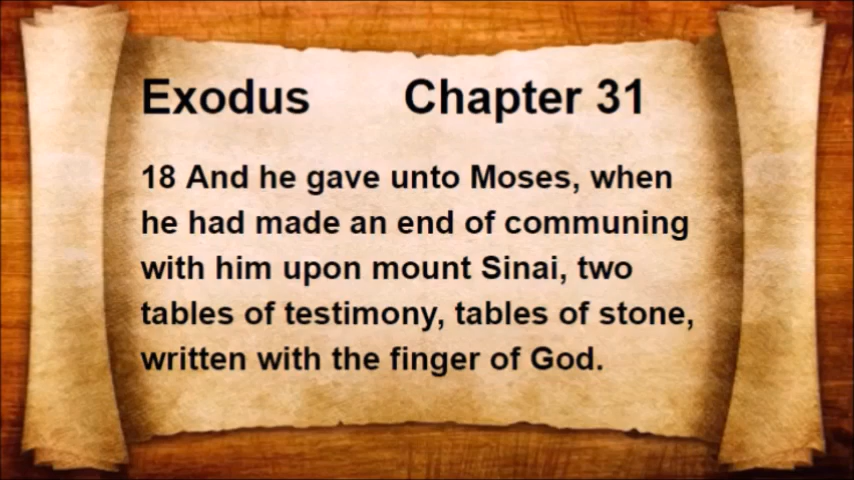 Exodus Chapter 31
18 And he gave unto Moses, when
he had made an end of communing
with him upon mount Sinai, two
tables of testimony, tables of stone,
written with the finger of God.